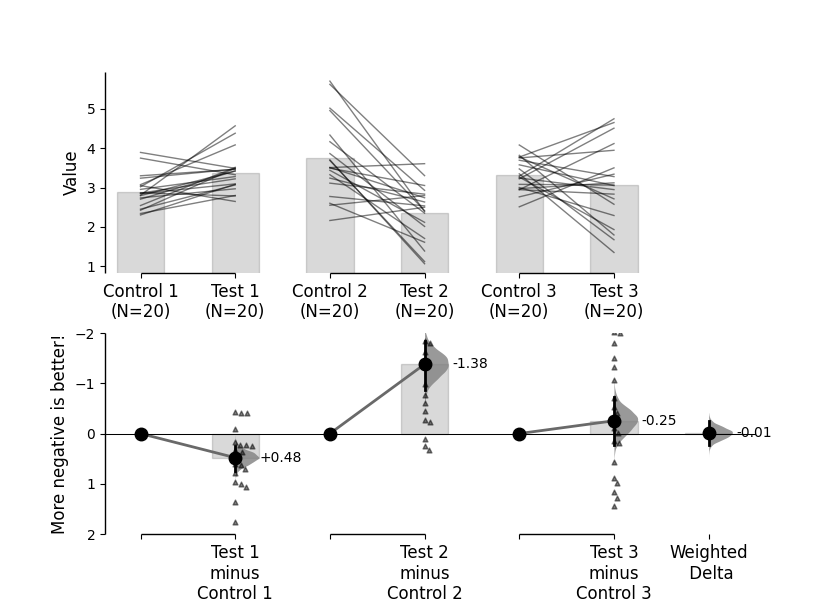 Value
5
4
3
2
1
Control 1 Test 1 Control 2 Test 2 Control 3 Test 3
(N=20) (N=20) (N=20) (N=20) (N=20) (N=20)
More negative is better!
−2
−1
0
1
2
+0.48
-1.38
-0.25
-0.01
Test 1 Test 2 Test 3 Weighted
minus minus minus Delta
Control 1 Control 2 Control 3